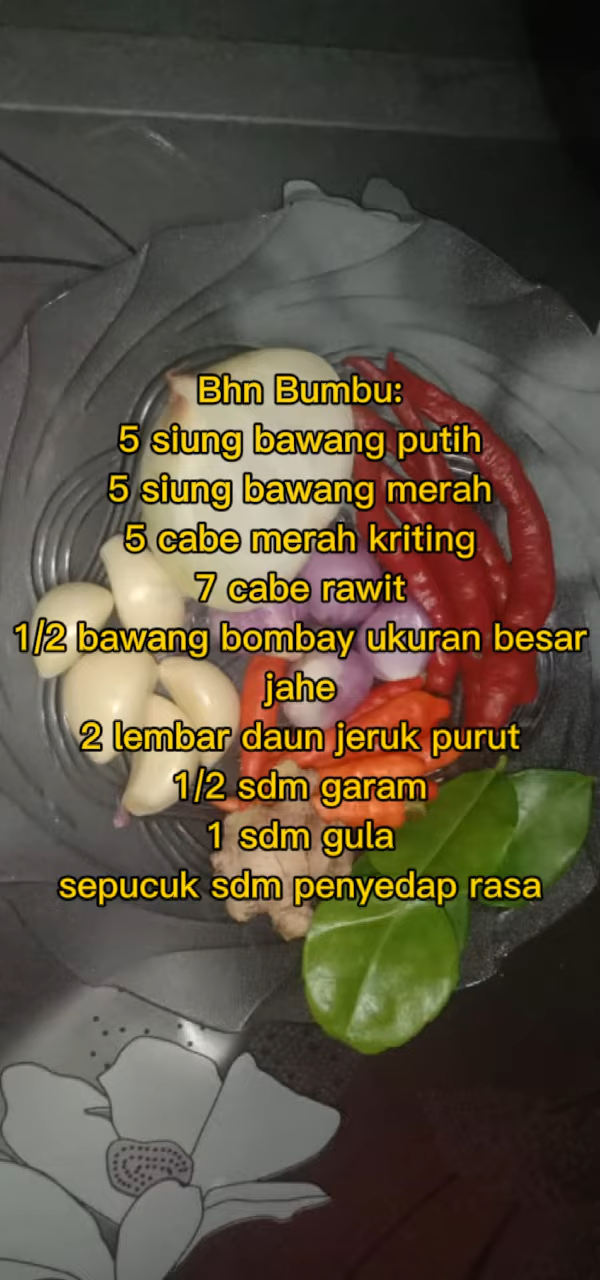 Bhn Bumbu:
5 siung bawang putih
5 siung bawang merah
5 cabe merah kriting
7 cabe rawit
1/2 bawang bombay ukuran besar
jahe
2 lembar daun jeruk purut
1/2 sdm garam
1 sdm gula
sepucuk sdm penyedap rasa